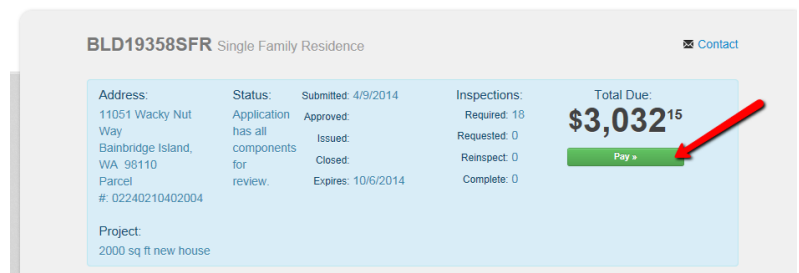 BLD19358SFR Single Family Residence
Contact
Address:
11051 Wacky Nut
Way
Bainbridge Island,
WA 98110
Parcel
#: 02240210402004
Project:
2000 sq ft new house
Status:
Application
has all
components
for
review.
Submitted: 4/9/2014
Approved:
Issued:
Closed:
Expires: 10/6/2014
Inspections:
Required: 18
Requested: 0
Reinspect: 0
Complete: 0
Total Due:
$3,03215
Pay »